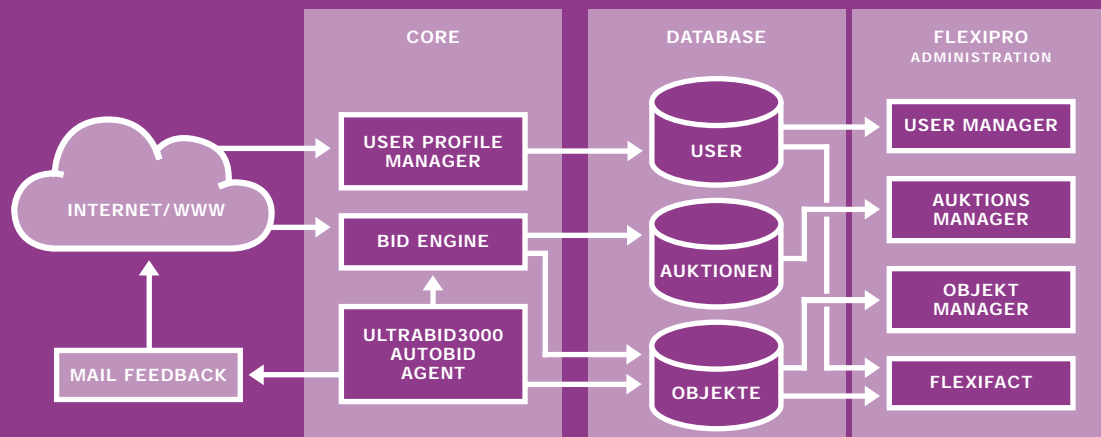 CORE
DATABASE
FLEXIPRO
ADMINISTRATION
INTERNET/WWW
MAIL FEEDBACK
USER PROFILE
MANAGER
BID ENGINE
ULTRABID3000
AUTOBID
AGENT
USER
AUKTIONEN
OBJEKTE
USER MANAGER
AUKTIONS
MANAGER
OBJEKT
MANAGER
FLEXIFACT